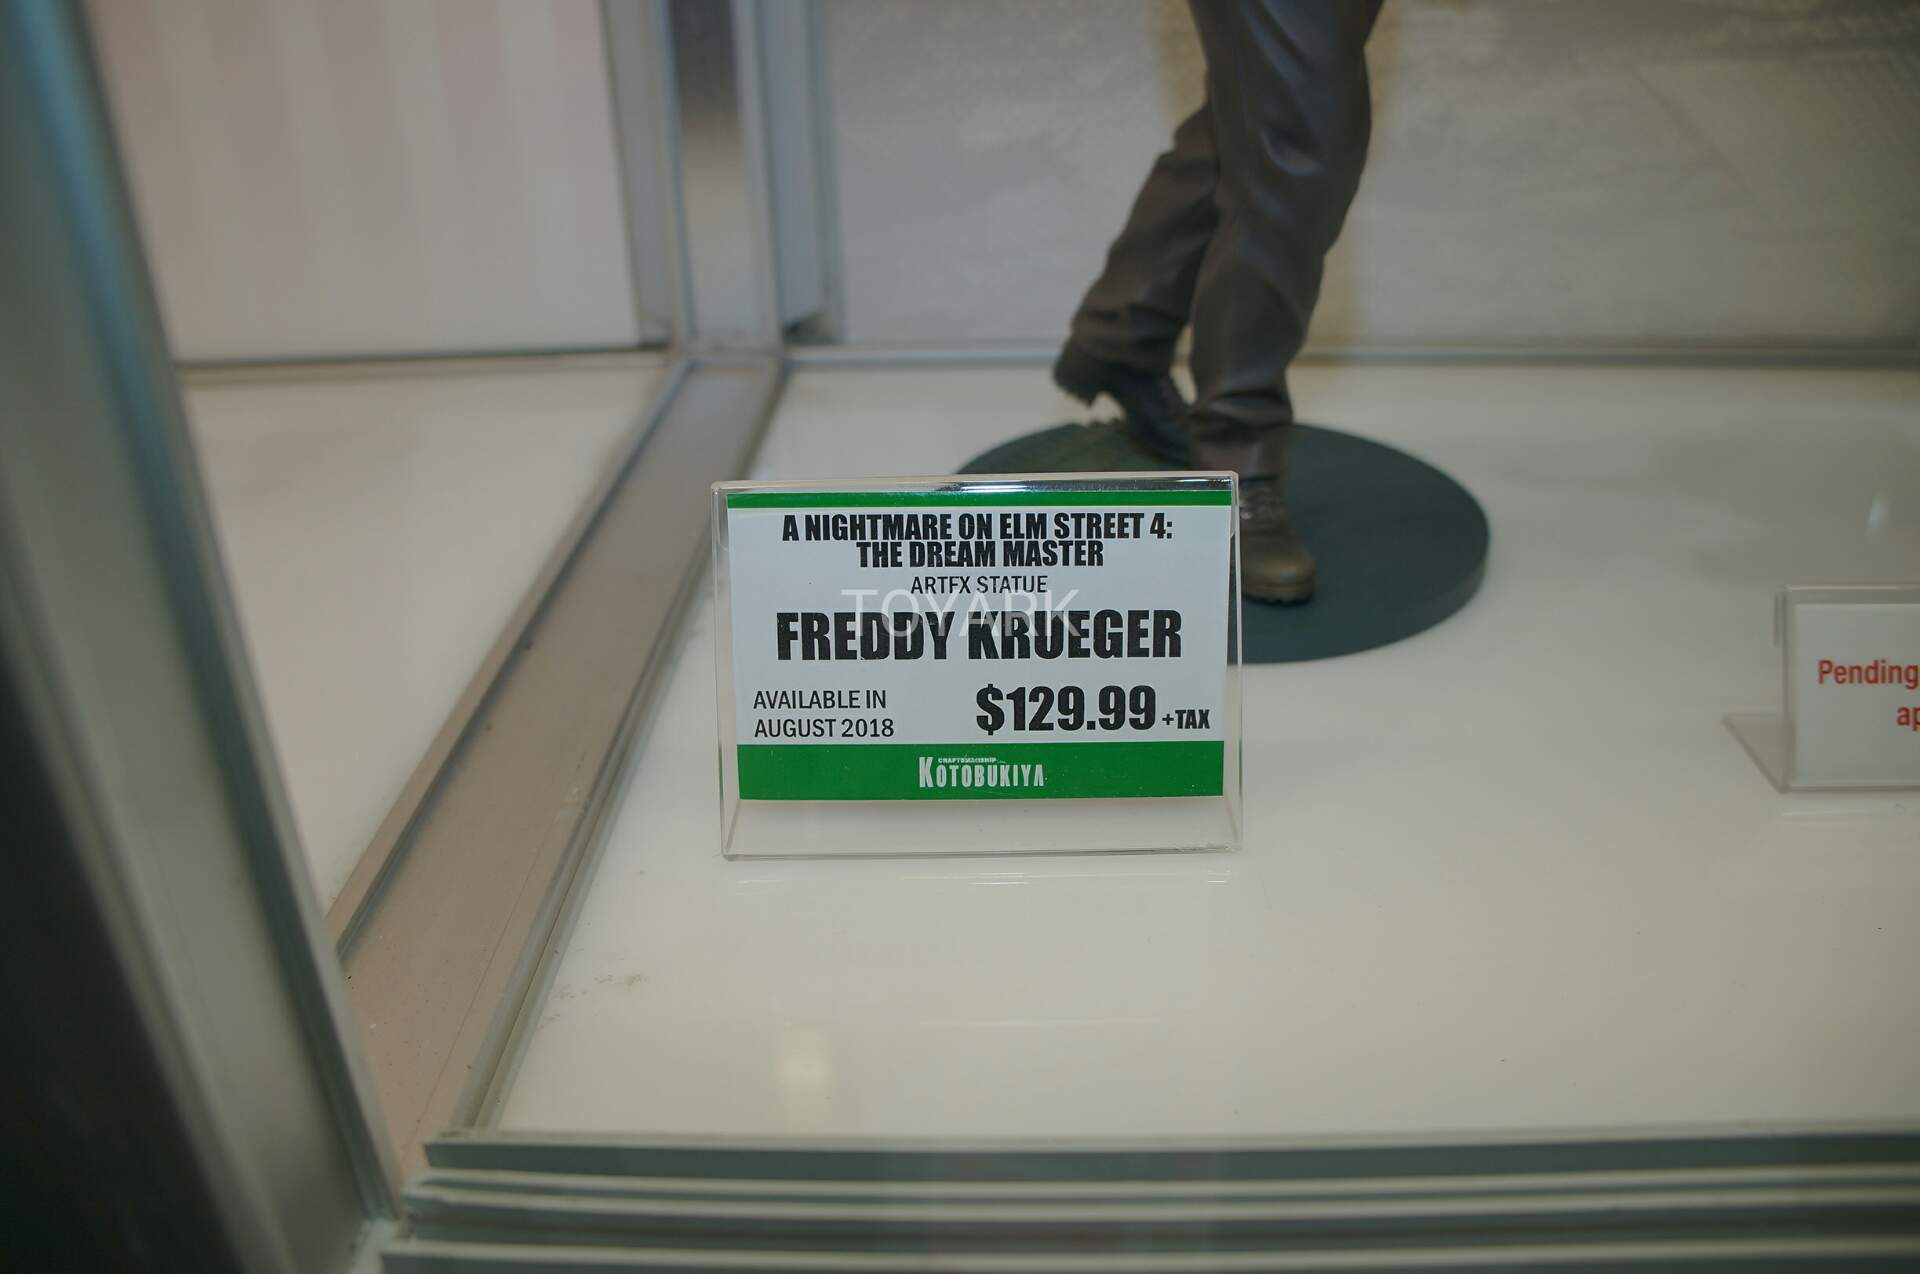 A NIGHTMARE ON ELM STREET 4:
THE DREAM MASTER
ARTFX STATUE
TOYARK
FREDDY KRUEGER
AVAILABLE IN
AUGUST 2018
$129.99 +TAX
CRAFTSMANSHIP
KOTOBUKIYA
Pending